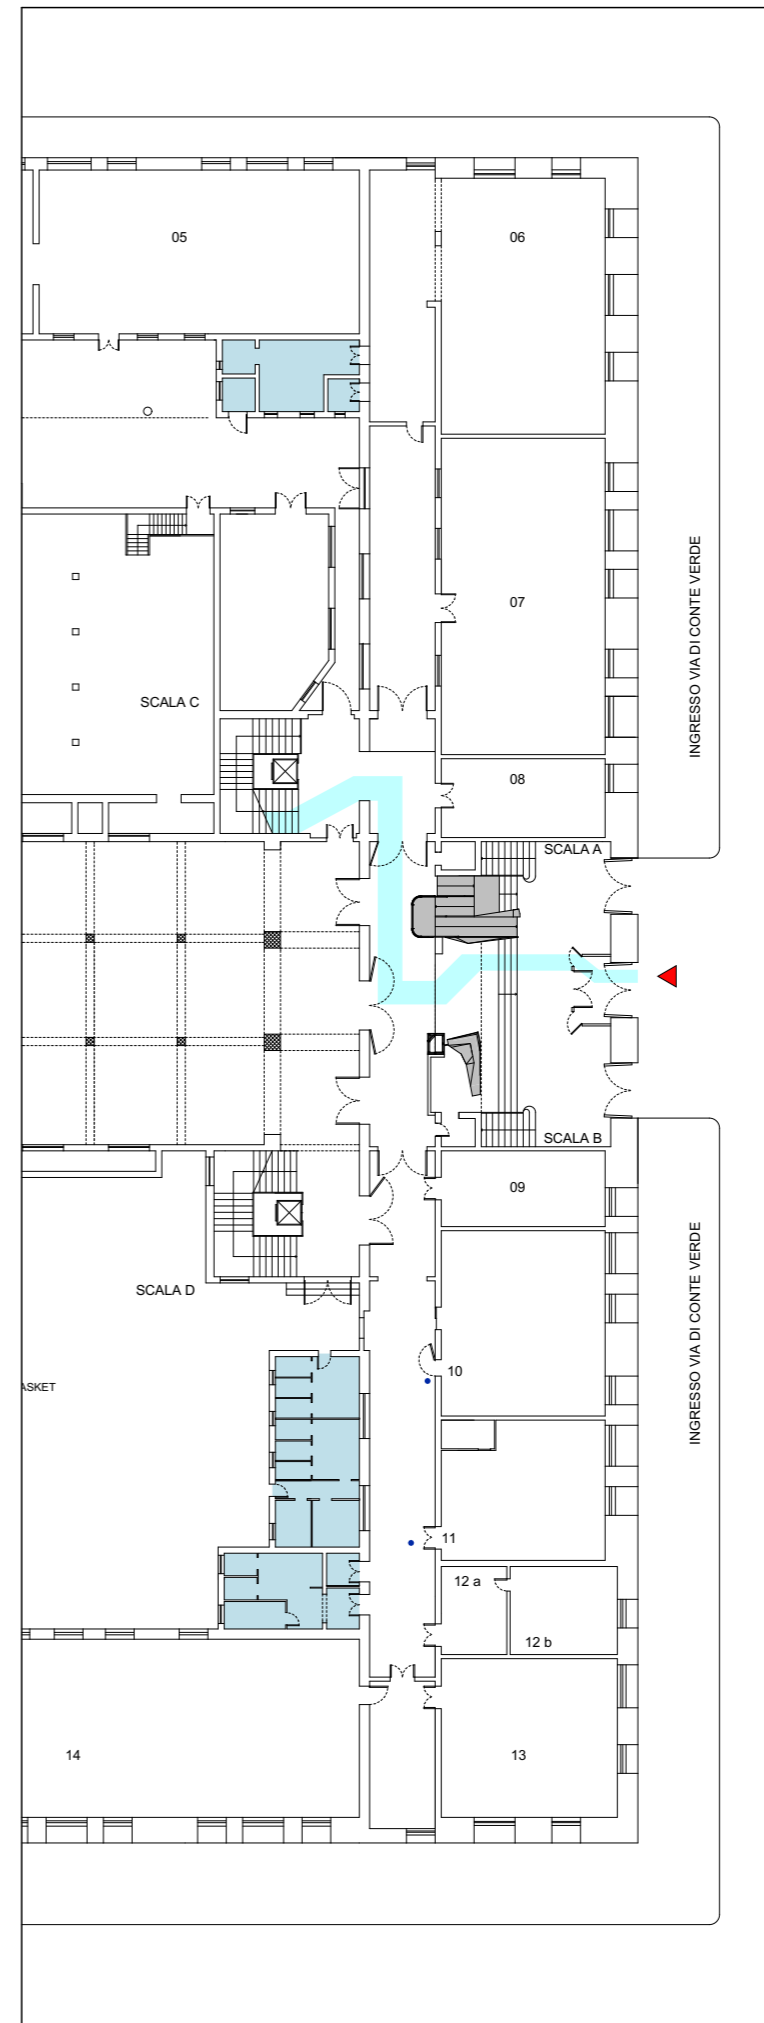 05
06
INGRESSO VIA DI CONTE VERDE
07
SCALA C
08
SCALA A
SCALA B
09
SCALA D
INGRESSO VIA DI CONTE VERDE
10
ASKET
11
12 a
12 b
14
13